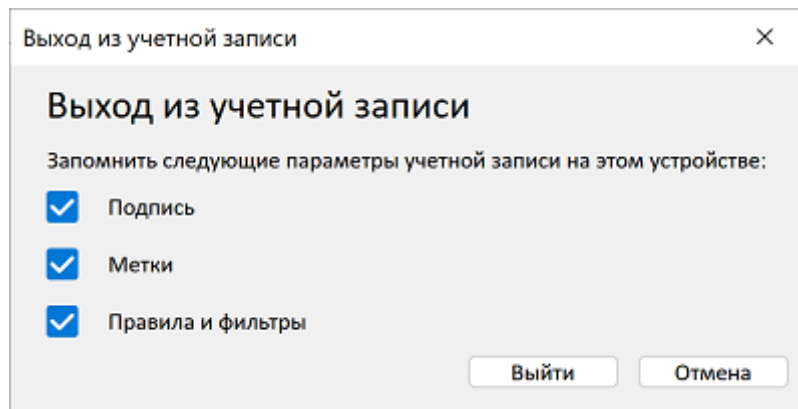 Выход из учетной записи
Выход из учетной записи
Запомнить следующие параметры учетной записи на этом устройстве:
Подпись
Метки
Правила и фильтры
Выйти Отмена